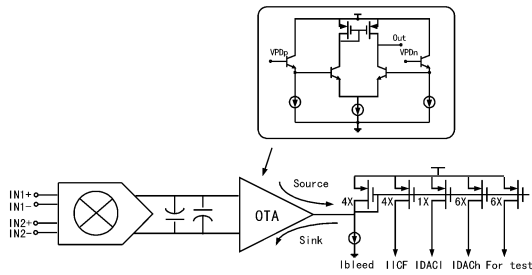 Out
VPDp
VPDn
IN1+
IN1-
IN2+
IN2-
OTA
Source
Sink
4X
4X
1X
6X
6X
Ibleed
IICF
IDACl
IDACh
For test